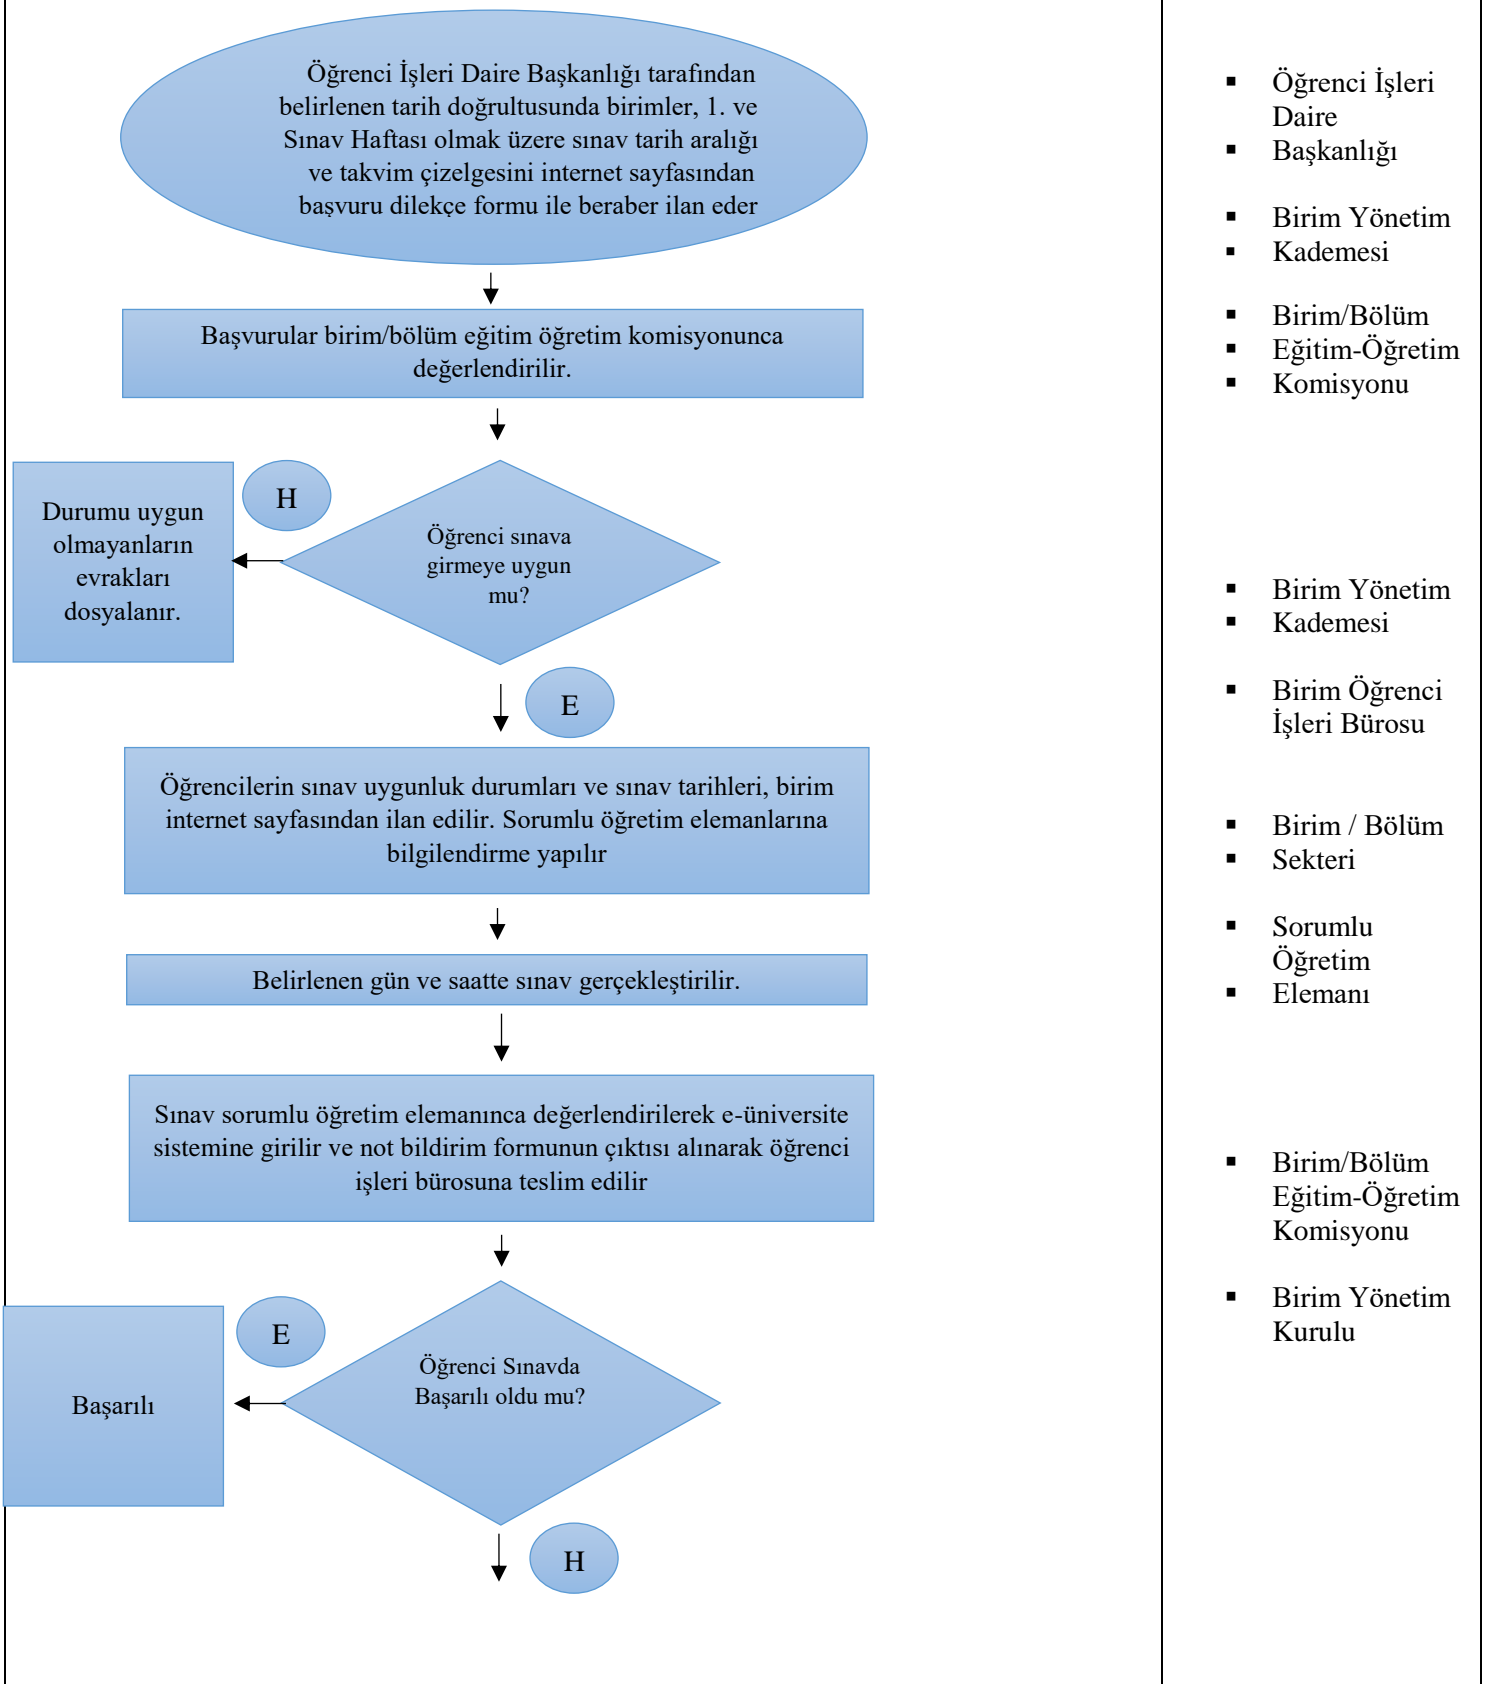 Öğrenci İşleri Daire Başkanlığı tarafından
belirlenen tarih doğrultusunda birimler, 1. ve
Sınav Haftası olmak üzere sınav tarih aralığı
ve takvim çizelgesini internet sayfasından
başvuru dilekçe formu ile beraber ilan eder
Başvurular birim/bölüm eğitim öğretim komisyonunca
değerlendirilir.
H
Durumu uygun
olmayanların
evrakları
dosyalanır.
Öğrenci sınava
girmeye uygun
mu?
E
Öğrencilerin sınav uygunluk durumları ve sınav tarihleri, birim
internet sayfasından ilan edilir. Sorumlu öğretim elemanlarına
bilgilendirme yapılır
Belirlenen gün ve saatte sınav gerçekleştirilir.
Sınav sorumlu öğretim elemanınca değerlendirilerek e-üniversite
sistemine girilir ve not bildirim formunun çıktısı alınarak öğrenci
işleri bürosuna teslim edilir
E
Başarılı
Öğrenci Sınavda
Başarılı oldu mu?
H
▪ Öğrenci İşleri
Daire
▪ Başkanlığı
▪ Birim Yönetim
▪ Kademesi
▪ Birim/Bölüm
▪ Eğitim-Öğretim
▪ Komisyonu
▪ Birim Yönetim
▪ Kademesi
▪ Birim Öğrenci
İşleri Bürosu
▪ Birim / Bölüm
▪ Sekteri
▪ Sorumlu
Öğretim
▪ Elemanı
▪ Birim/Bölüm
Eğitim-Öğretim
Komisyonu
▪ Birim Yönetim
Kurulu